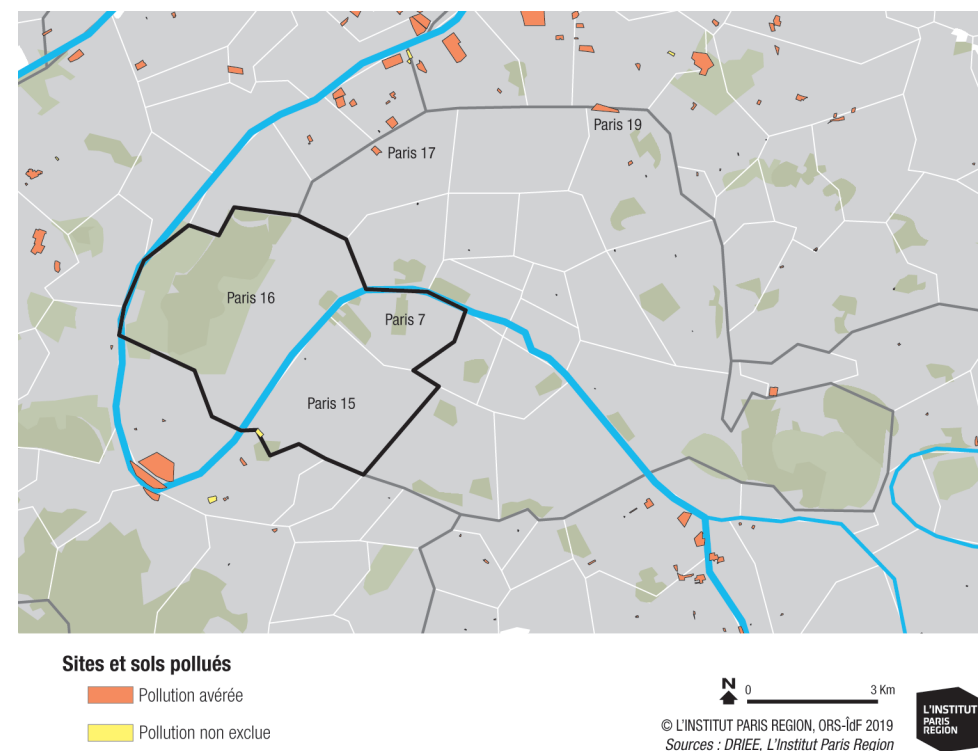 Paris 19
Paris 17
Paris 16
Paris 7
Paris 15
Sites et sols pollués
Pollution avérée
Pollution non exclue
N
0
3 Km
© L'INSTITUT PARIS REGION, ORS-ÎdF 2019
Sources : DRIEE, L'Institut Paris Region
L'INSTITUT
PARIS
REGION